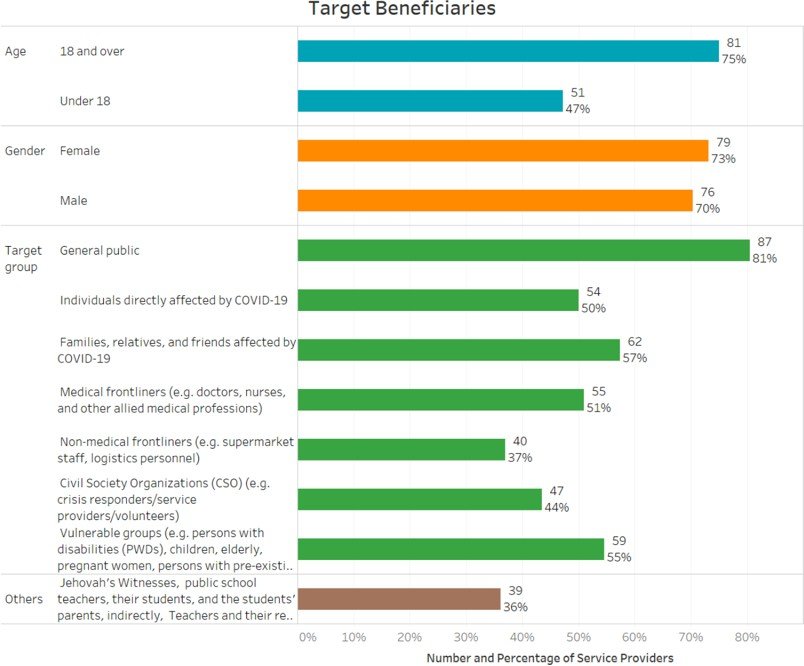 Target Beneficiaries
Age
18 and over
81
75%
Under 18
51
47%
Gender
Female
79
73%
Male
76
70%
Target
group
General public
87
81%
Individuals directly affected by COVID-19
54
50%
Families, relatives, and friends affected by
COVID-19
62
57%
Medical frontliners (e.g. doctors, nurses,
and other allied medical professions)
55
51%
Non-medical frontliners (e.g. supermarket
staff, logistics personnel)
40
37%
Civil Society Organizations (CSO) (e.g.
crisis responders/service
providers/volunteers)
47
44%
Vulnerable groups (e.g. persons with
disabilities (PWDs), children, elderly,
pregnant women, persons with pre-existi..
59
55%
Others
Jehovah's Witnesses, public school
teachers, their students, and the students'
parents, indirectly, Teachers and their re..
39
36%
0% 10% 20% 30% 40% 50% 60% 70% 80%
Number and Percentage of Service Providers